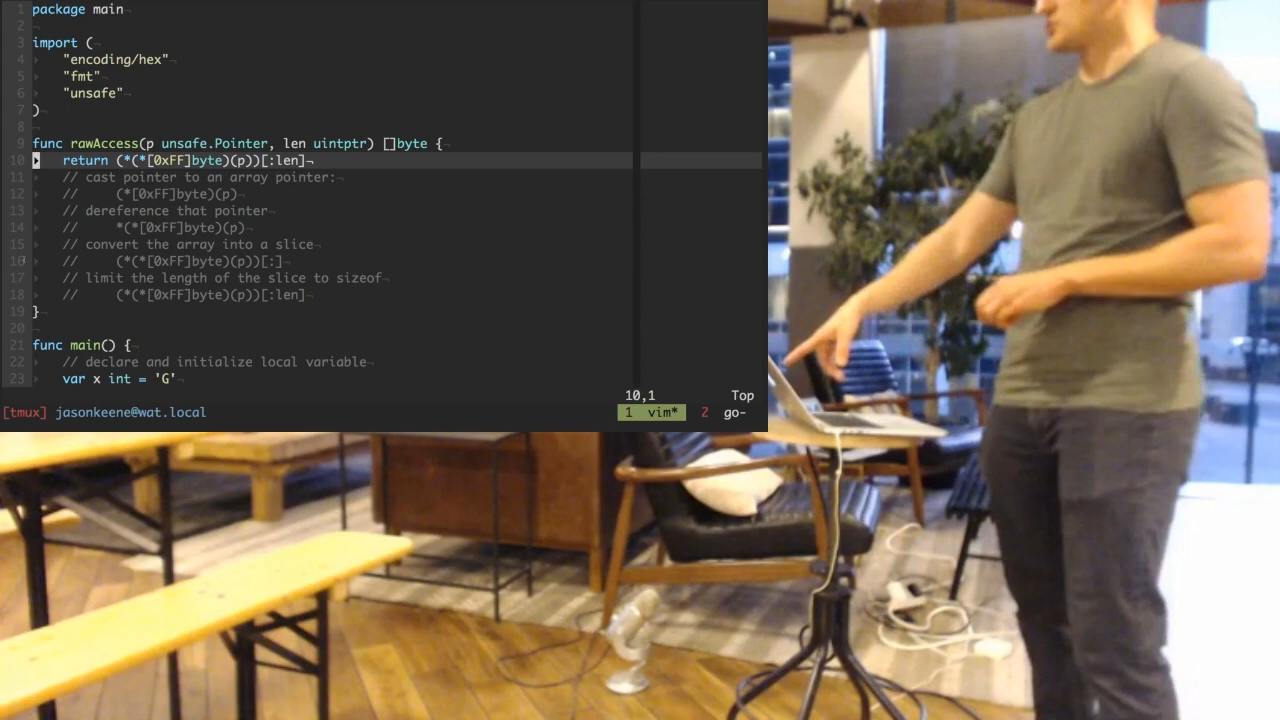 1 package main
2
3 import (
4 "encoding/hex"
5 "fmt"
6 "unsafe"
7 )
8
9 func rawAccess(p unsafe.Pointer, len uintptr) []byte {
10 return (*(*[0xFF]byte)(p))[:len]
11 // cast pointer to an array pointer:
12 // (*[0xFF]byte)(p)
13 // dereference that pointer
14 // *(*[0xFF]byte)(p)
15 // convert the array into a slice
16 // (*(*[0xFF]byte)(p))[:]
17 // limit the length of the slice to sizeof
18 // (*(*[0xFF]byte)(p))[:len]
19 }
20
21 func main() {
22 // declare and initialize local variable
23 var x int = 'G'
10,1 Top
[tmux] jasonkeene@wat.local 1 vim* 2 go-